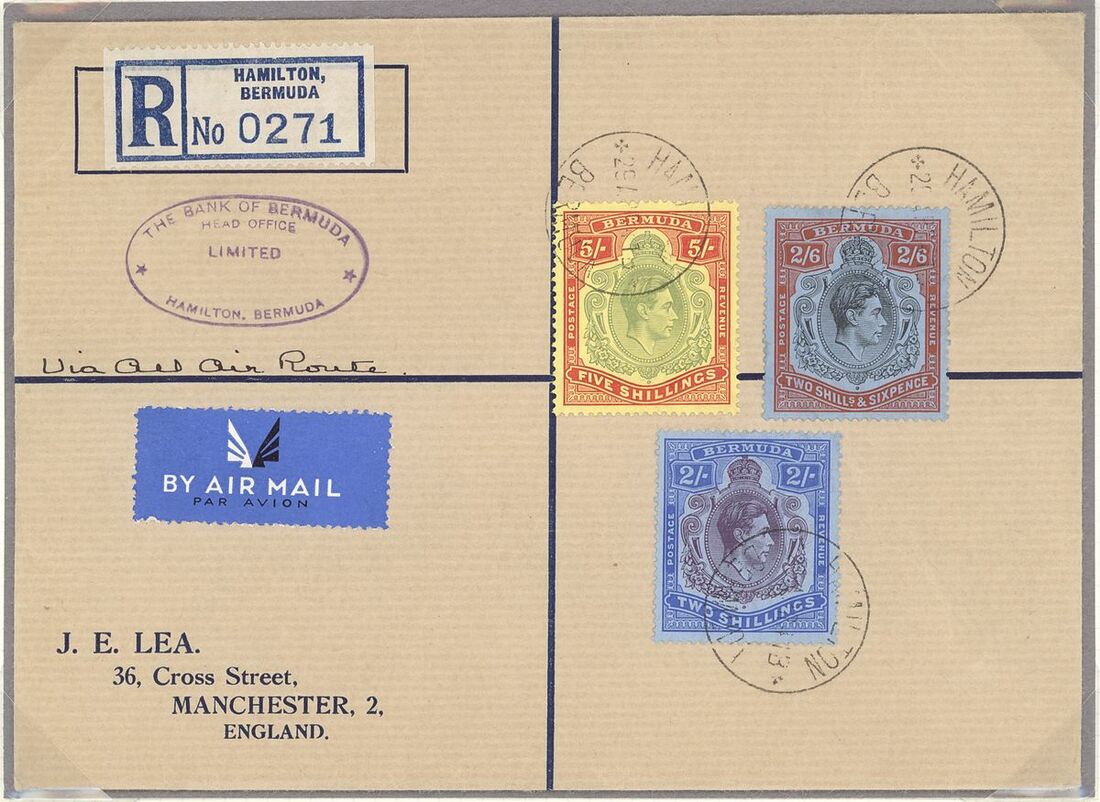 R
HAMILTON,
BERMUDA
No 0271
THE BANK OF BERMUDA
HEAD OFFICE
LIMITED
HAMILTON, BERMUDA
Via All Air Route.
BY AIR MAIL
PAR AVION
J. E. LEA.
36, Cross Street,
MANCHESTER, 2,
ENGLAND.
HAMILTON
BERMUDA
5/- 5/-
POSTAGE
REVENUE
FIVE SHILLINGS
HAMILTON
BERMUDA
2/6 2/6
POSTAGE
REVENUE
TWO SHILLS & SIXPENCE
BERMUDA
2/- 2/-
POSTAGE
REVENUE
TWO SHILLINGS